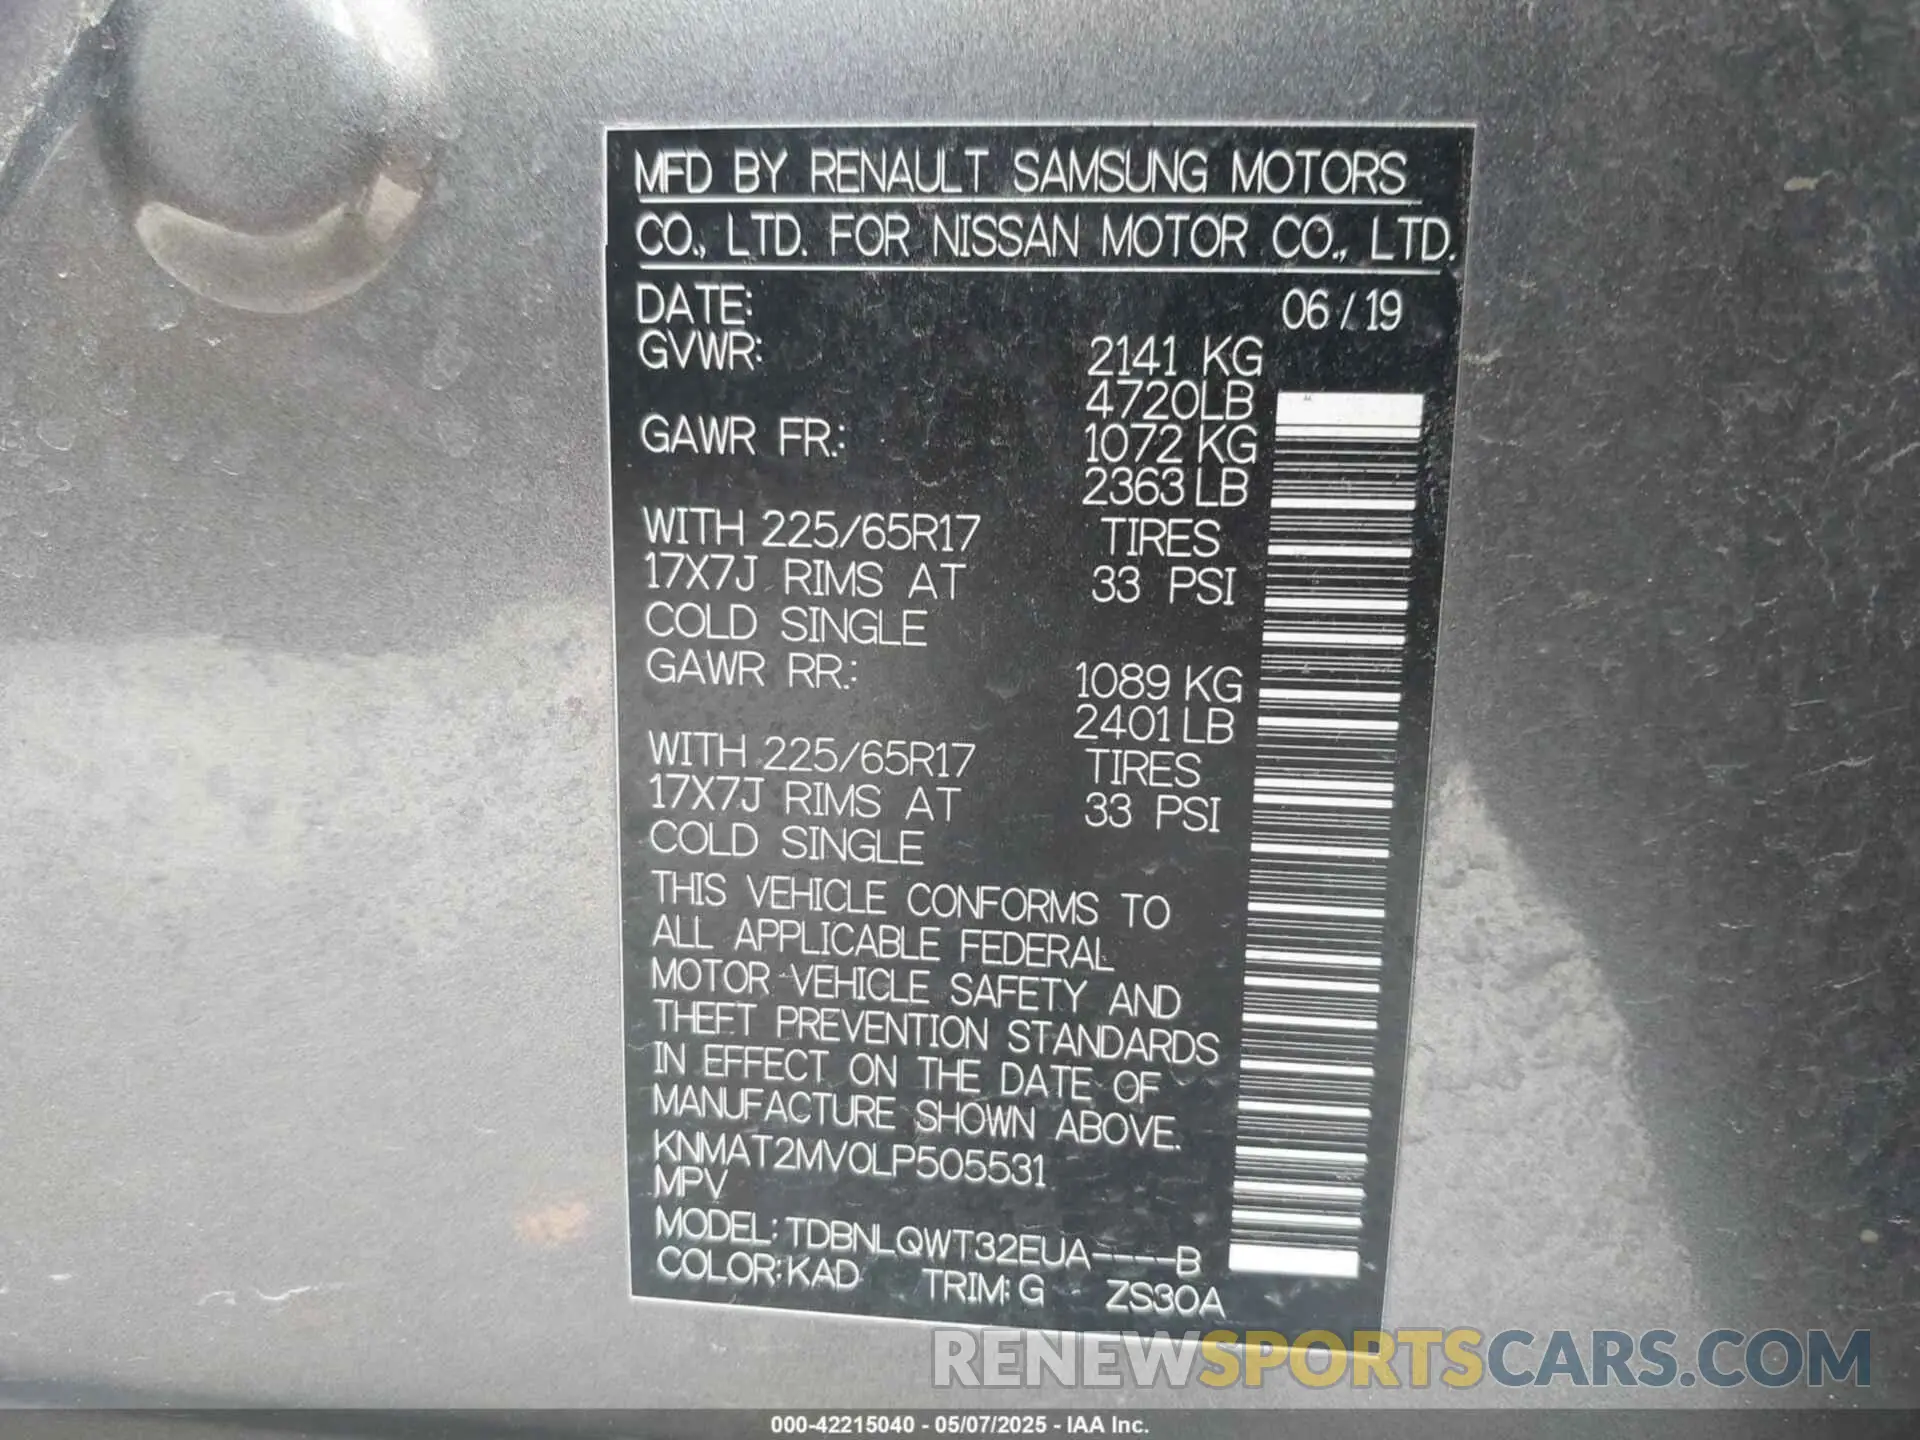 MFD BY RENAULT SAMSUNG MOTORS
CO., LTD. FOR NISSAN MOTOR CO., LTD.
DATE: 06 / 19
GVWR: 2141 KG
4720LB
GAWR FR.: 1072 KG
2363 LB
WITH 225/65R17 TIRES
17X7J RIMS AT 33 PSI
COLD SINGLE
GAWR RR.: 1089 KG
2401 LB
WITH 225/65R17 TIRES
17X7J RIMS AT 33 PSI
COLD SINGLE
THIS VEHICLE CONFORMS TO
ALL APPLICABLE FEDERAL
MOTOR VEHICLE SAFETY AND
THEFT PREVENTION STANDARDS
IN EFFECT ON THE DATE OF
MANUFACTURE SHOWN ABOVE.
KNMAT2MV0LP505531
MPV
MODEL: TDBNLQWT32EUA----B
COLOR: KAD TRIM: G ZS30A
RENEWSPORTSCARS.COM
000-42215040 - 05/07/2025 - IAA Inc.